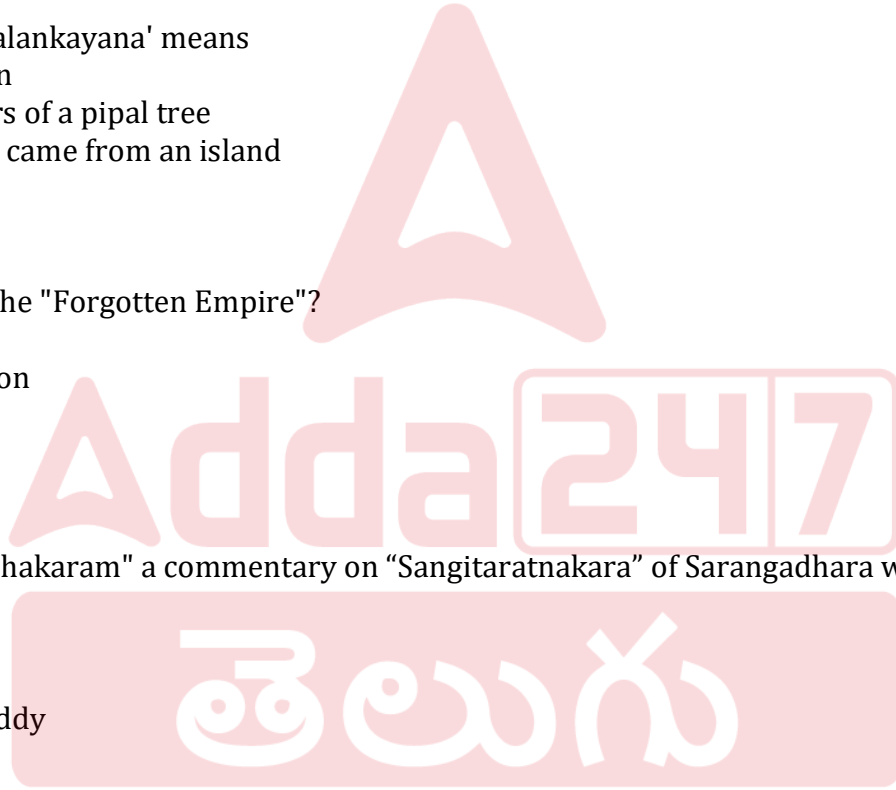 alankayana' means
n
rs of a pipal tree
came from an island
he "Forgotten Empire"?
on
Adda247
hakaram" a commentary on “Sangitaratnakara” of Sarangadhara w
తెలుగు
ddy